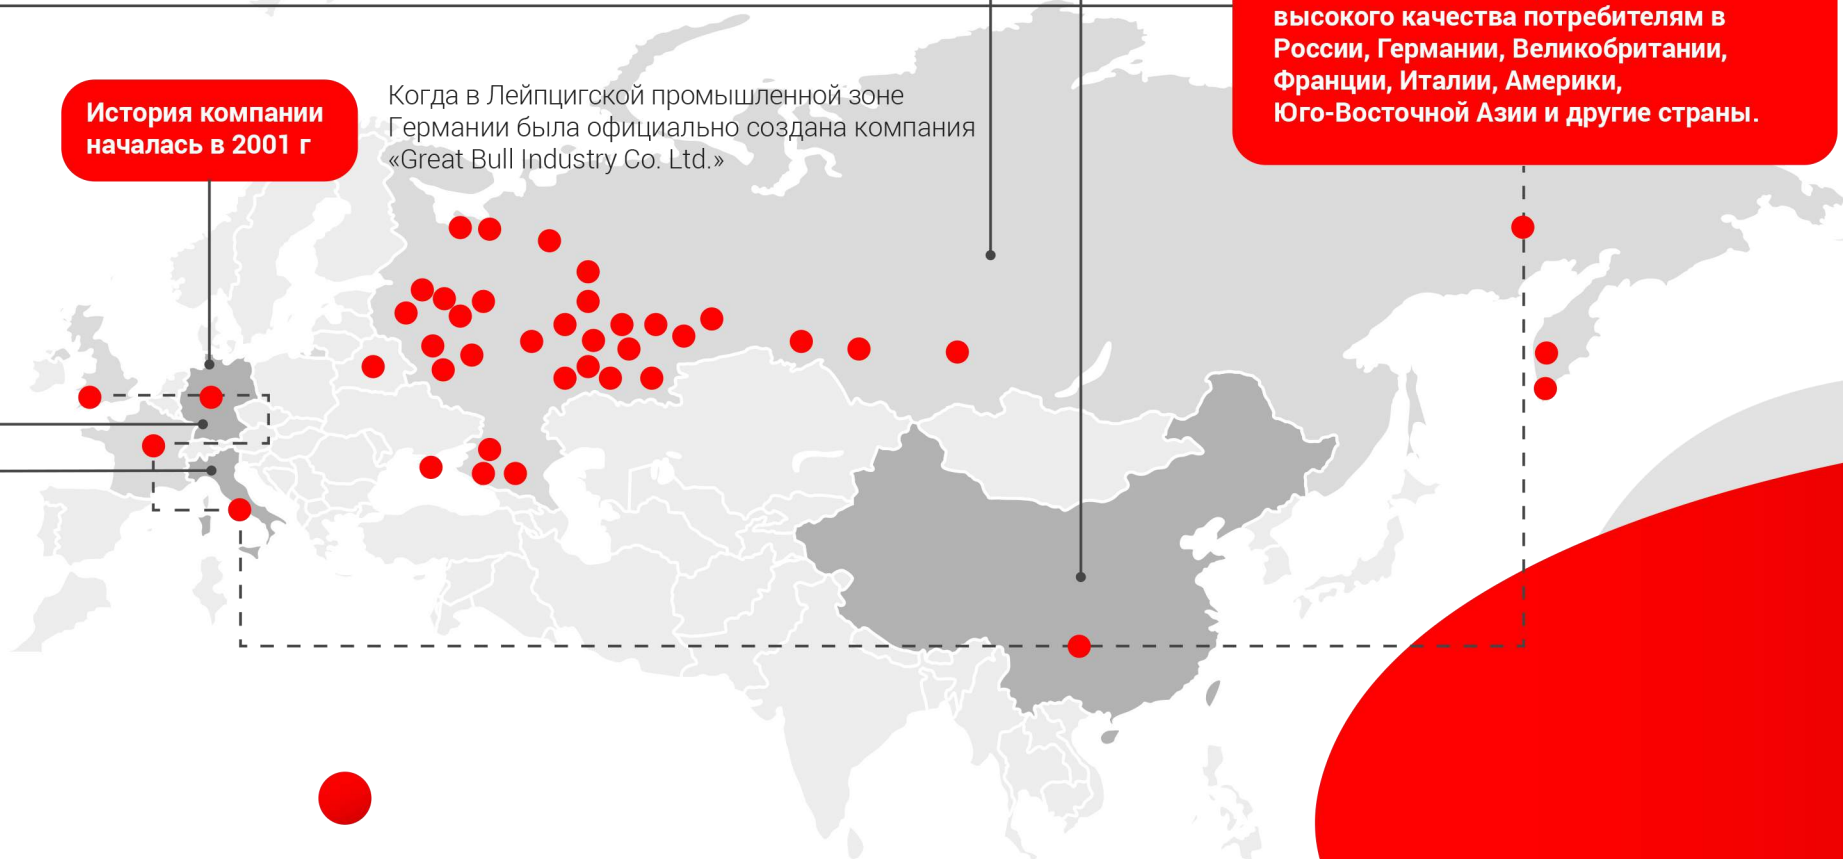 История компании
началась в 2001 г
Когда в Лейпцигской промышленной зоне
Германии была официально создана компания
«Great Bull Industry Co. Ltd.»
высокого качества потребителям в
России, Германии, Великобритании,
Франции, Италии, Америки,
Юго-Восточной Азии и другие страны.